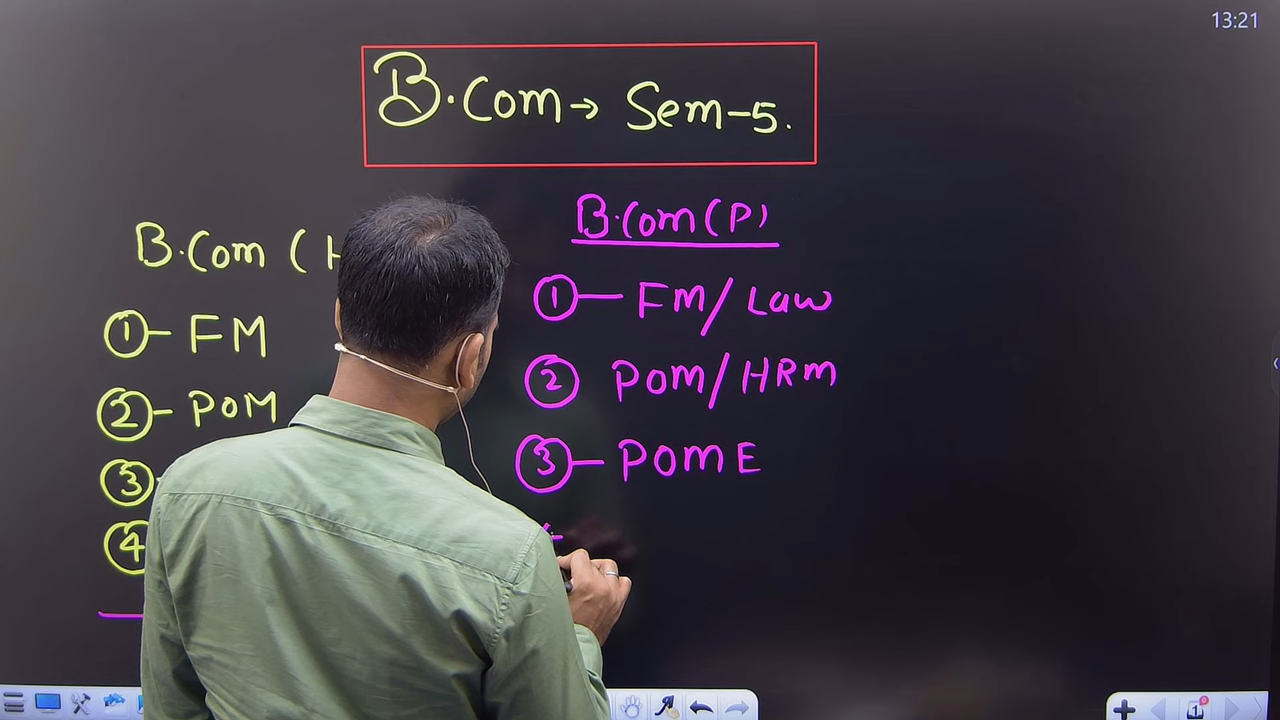 13:21
B.Com → Sem-5.
B.Com (H
① – FM
② – POM
③
④
B.Com (P)
① – FM/Law
② POM/HRM
③ – POME
1